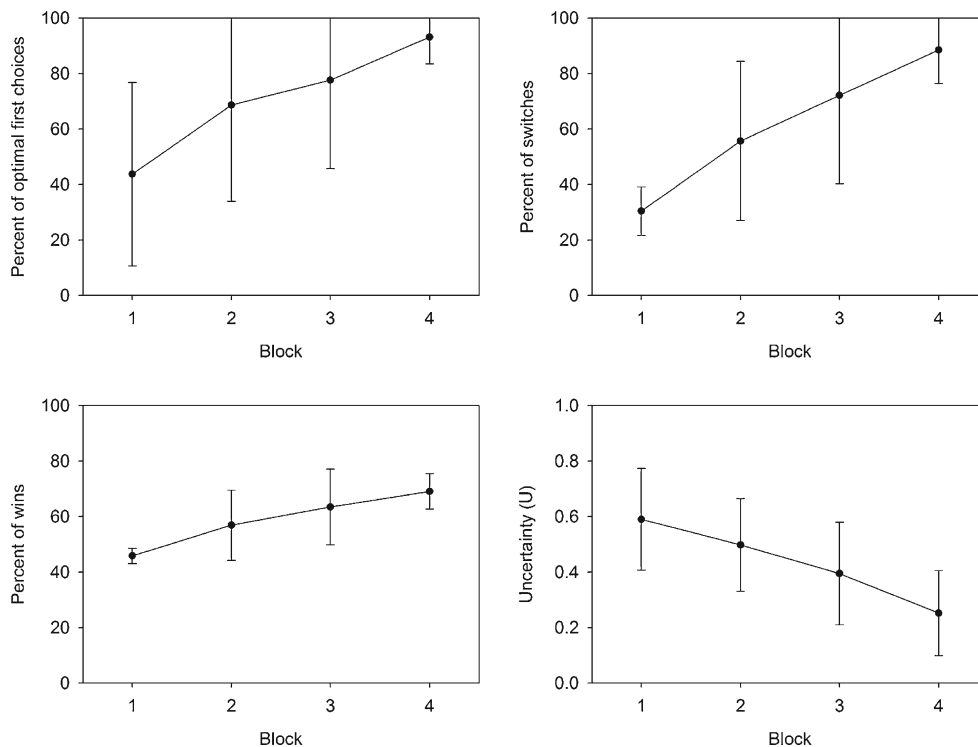 Percent of optimal first choices
100
80
60
40
20
0
1 2 3 4
Block
Percent of switches
100
80
60
40
20
0
1 2 3 4
Block
Percent of wins
100
80
60
40
20
0
1 2 3 4
Block
Uncertainty (U)
1.0
0.8
0.6
0.4
0.2
0.0
1 2 3 4
Block